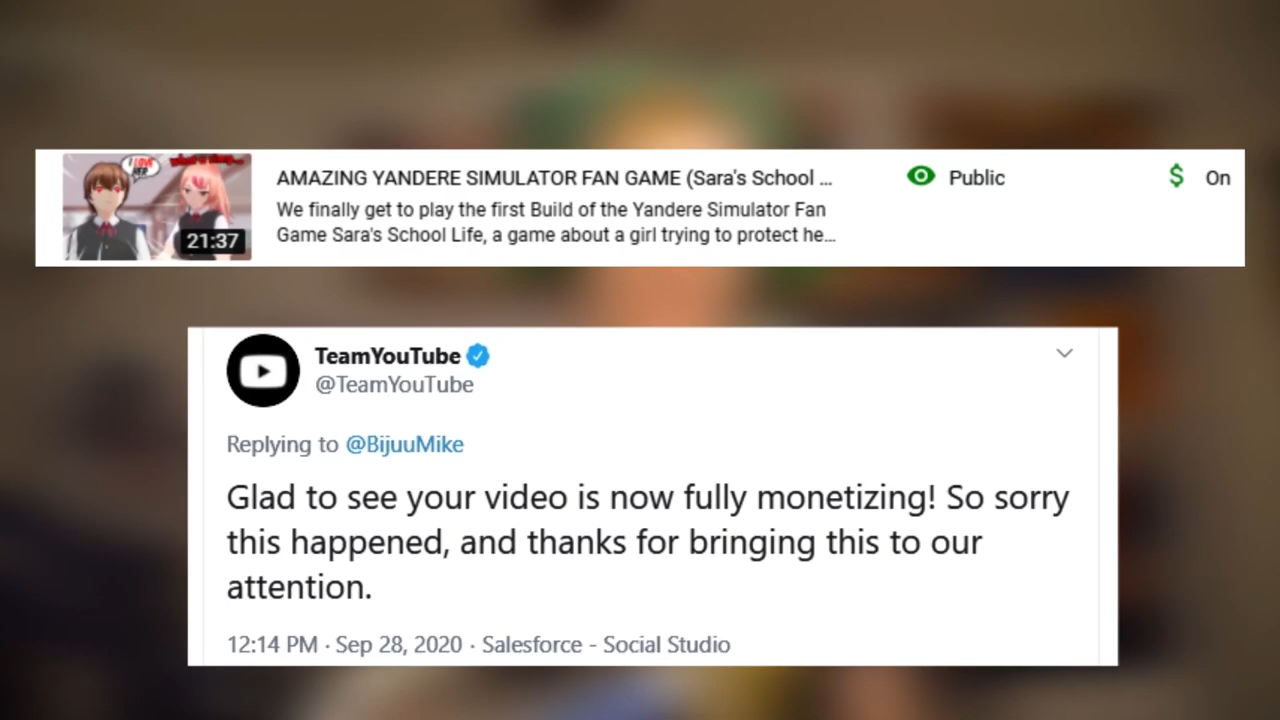 I LOVE
HER
21:37
AMAZING YANDERE SIMULATOR FAN GAME (Sara's School ...
We finally get to play the first Build of the Yandere Simulator Fan
Game Sara's School Life, a game about a girl trying to protect he...
Public
On
TeamYouTube
@TeamYouTube
Replying to @BijuuMike
Glad to see your video is now fully monetizing! So sorry
this happened, and thanks for bringing this to our
attention.
12:14 PM · Sep 28, 2020 · Salesforce - Social Studio